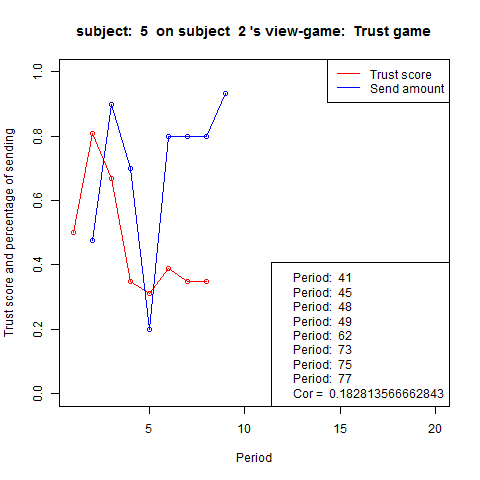 subject:  5  on subject  2 's view-game:  Trust game
Trust score
Send amount
Trust score and percentage of sending
1.0
0.8
0.6
0.4
0.2
0.0
Period:  41
Period:  45
Period:  48
Period:  49
Period:  62
Period:  73
Period:  75
Period:  77
Cor =  0.182813566662843
5
10
15
20
Period